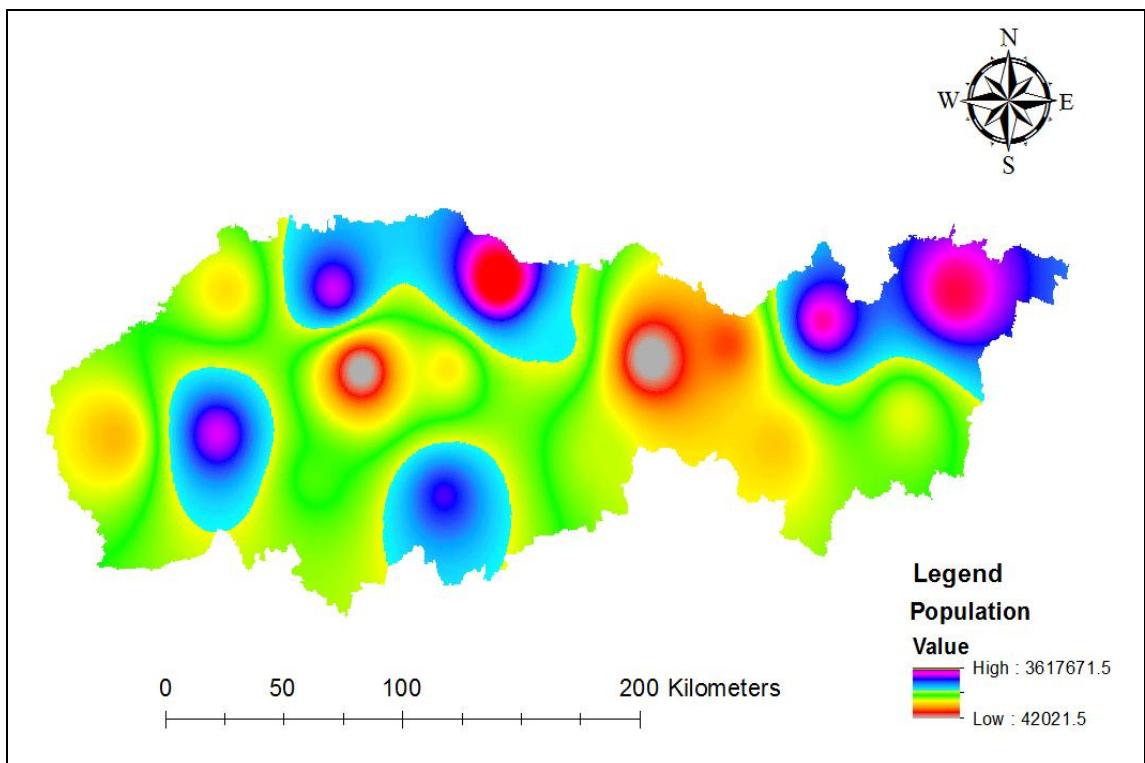 N
W E
S
Legend
Population
Value
High : 3617671.5
Low : 42021.5
0 50 100 200 Kilometers